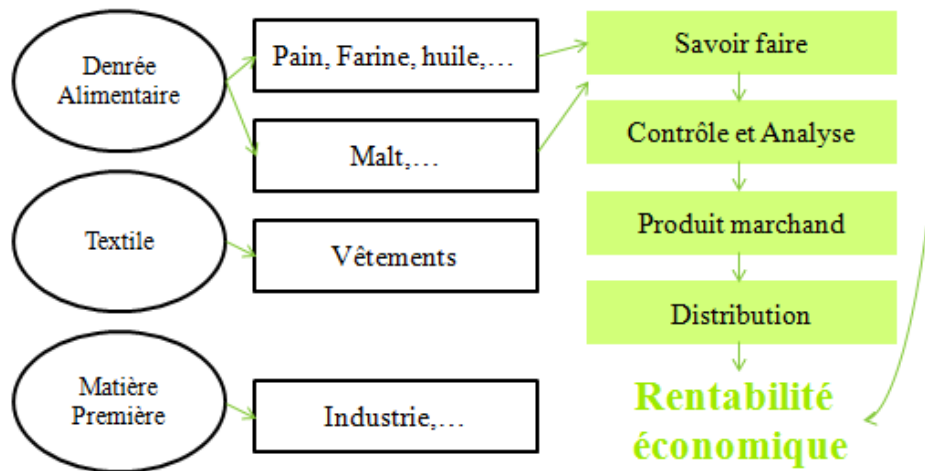 Denrée
Alimentaire
Pain, Farine, huile,…
Malt,…
Textile
Vêtements
Matière
Première
Industrie,…
Savoir faire
Contrôle et Analyse
Produit marchand
Distribution
Rentabilité
économique